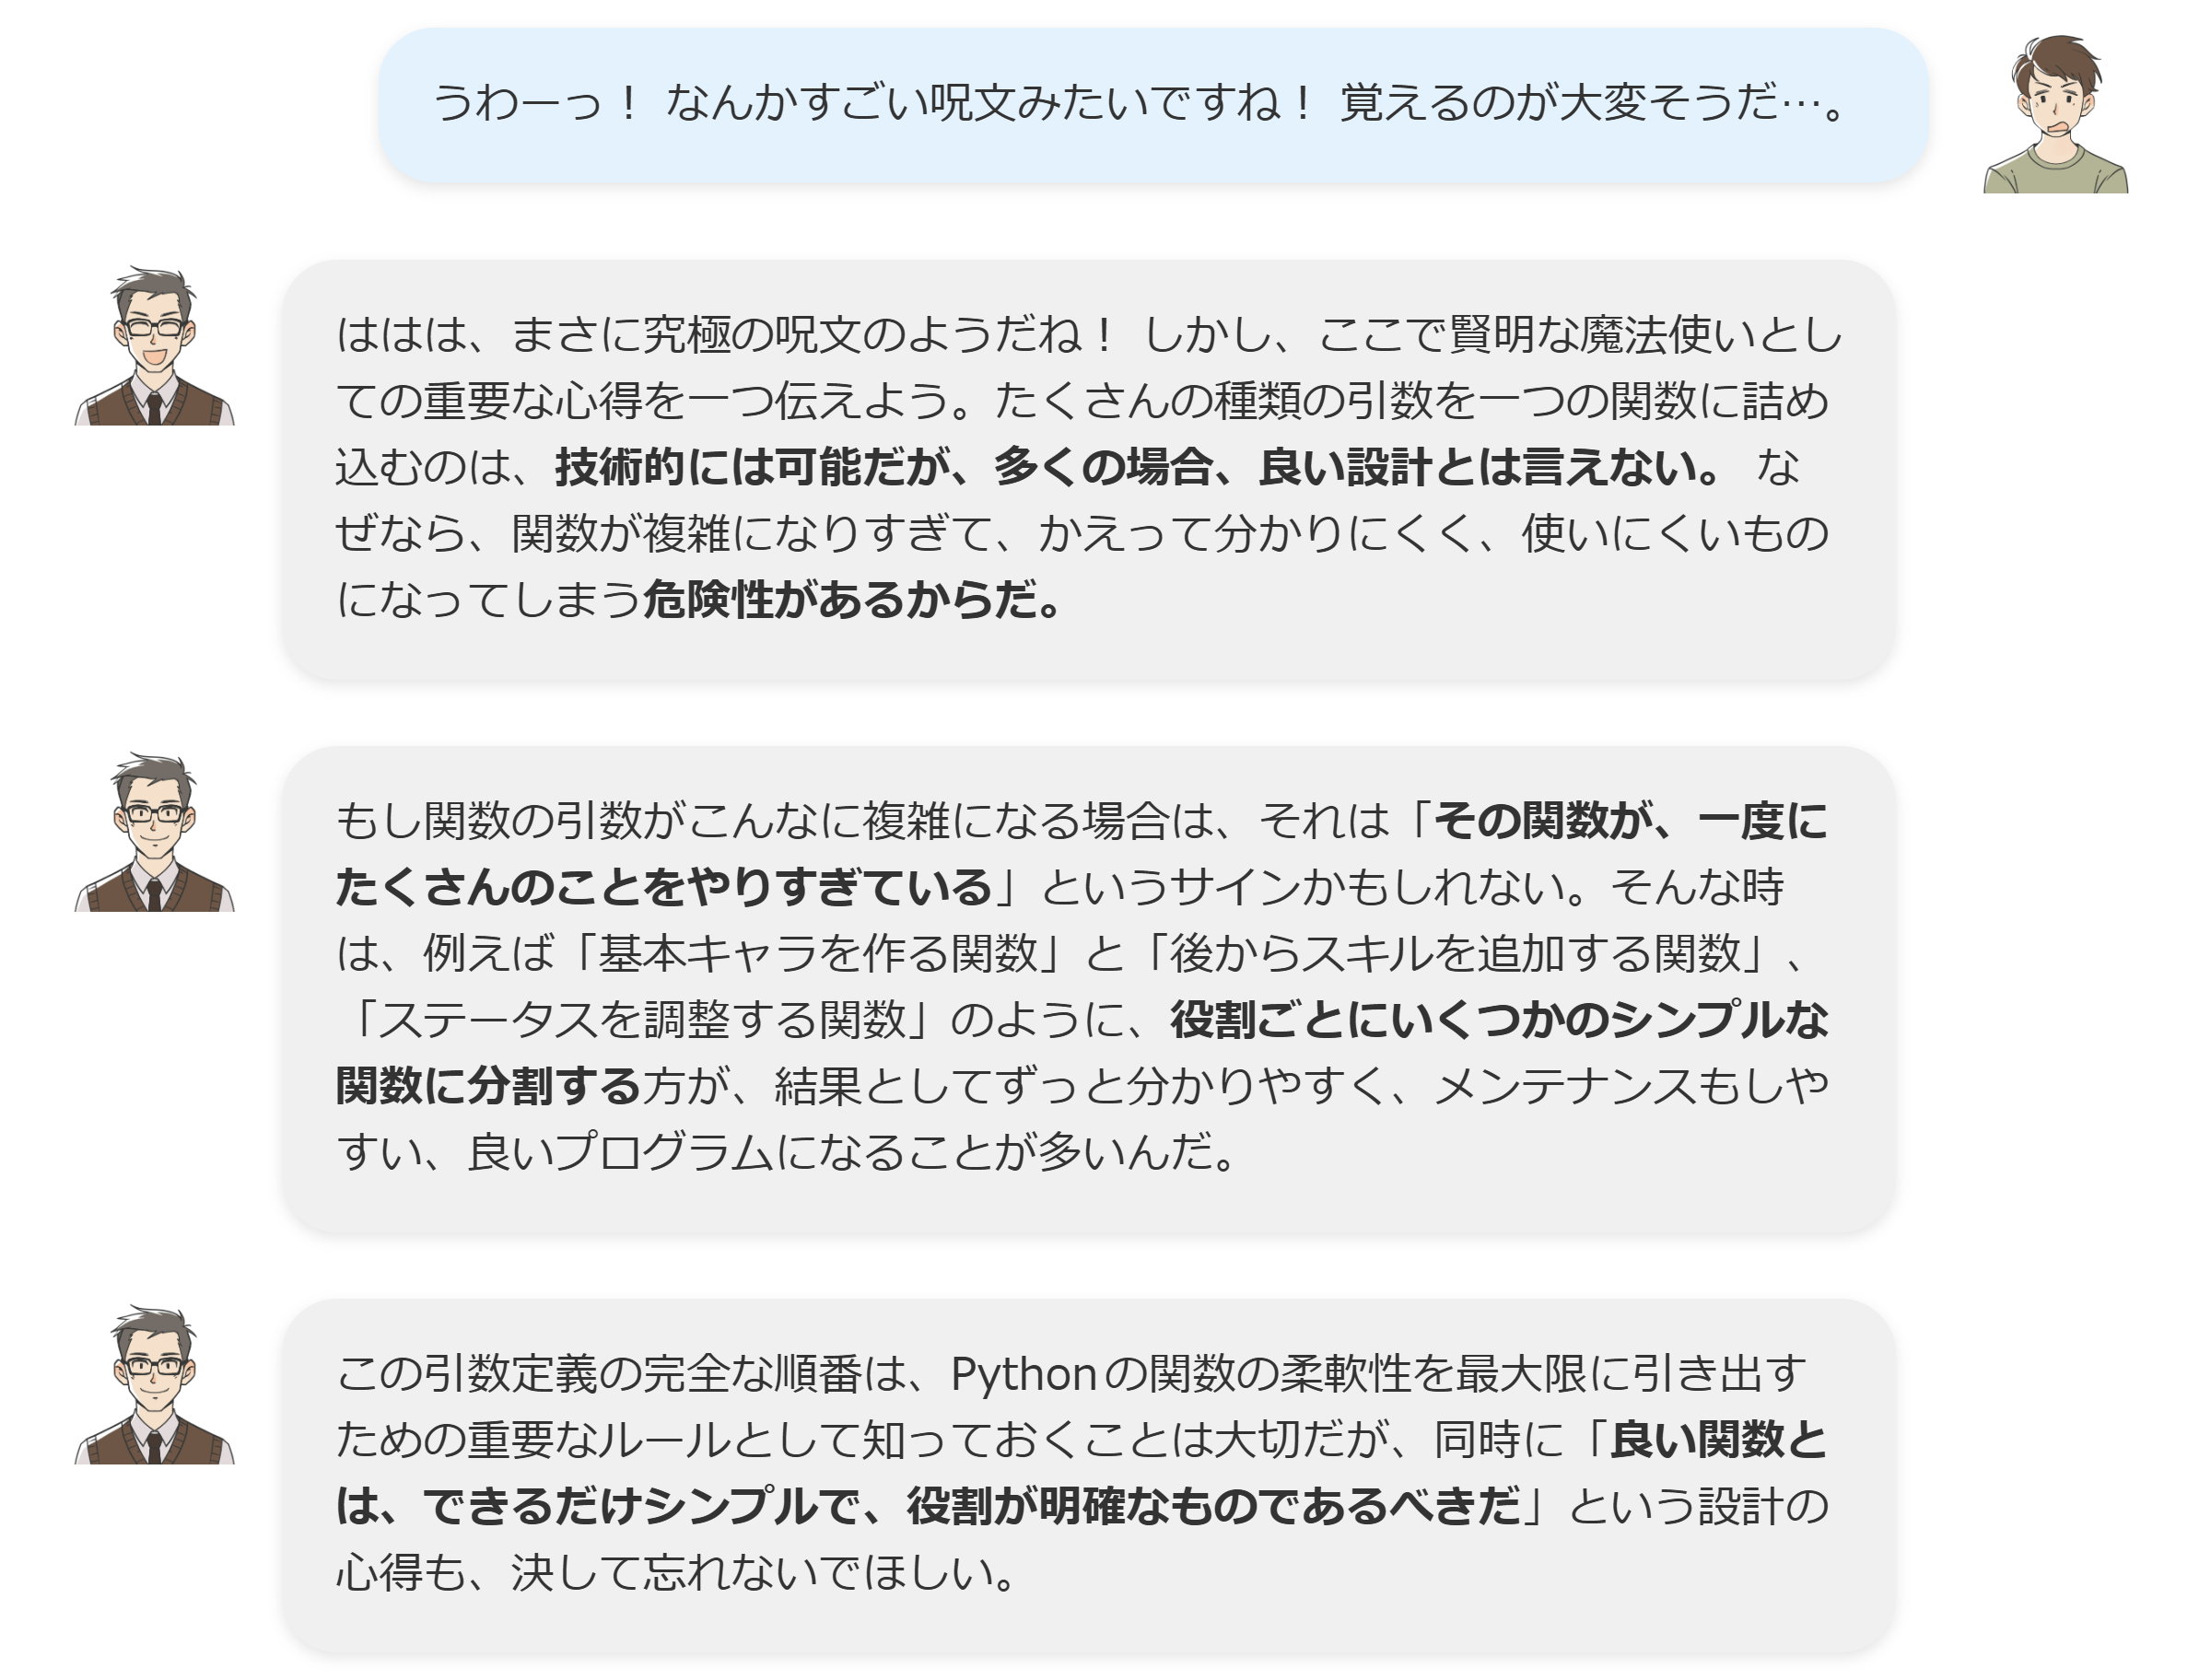 うわーっ！ なんかすごい呪文みたいですね！ 覚えるのが大変そうだ…。
ははは、まさに究極の呪文のようだね！ しかし、ここで賢明な魔法使いとし
ての重要な心得を一つ伝えよう。たくさんの種類の引数を一つの関数に詰め
込むのは、技術的には可能だが、多くの場合、良い設計とは言えない。 な
ぜなら、関数が複雑になりすぎて、かえって分かりにくく、使いにくいもの
になってしまう危険性があるからだ。
もし関数の引数がこんなに複雑になる場合は、それは「その関数が、一度に
たくさんのことをやりすぎている」というサインかもしれない。そんな時
は、例えば「基本キャラを作る関数」と「後からスキルを追加する関数」、
「ステータスを調整する関数」のように、役割ごとにいくつかのシンプルな
関数に分割する方が、結果としてずっと分かりやすく、メンテナンスもしや
すい、良いプログラムになることが多いんだ。
この引数定義の完全な順番は、Pythonの関数の柔軟性を最大限に引き出す
ための重要なルールとして知っておくことは大切だが、同時に「良い関数と
は、できるだけシンプルで、役割が明確なものであるべきだ」という設計の
心得も、決して忘れないでほしい。